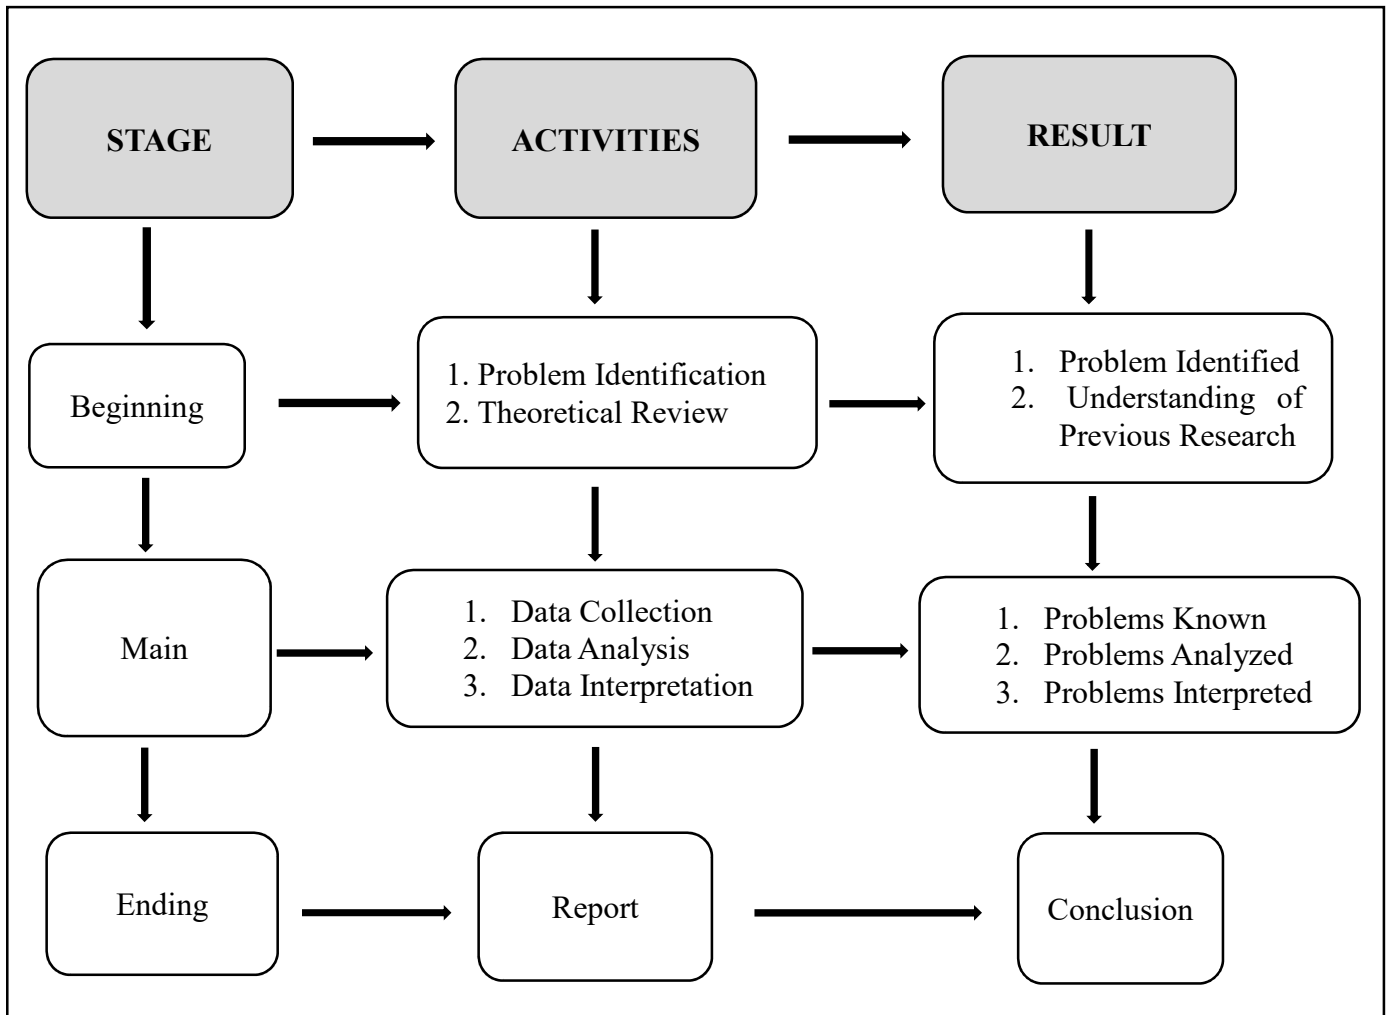 STAGE
ACTIVITIES
RESULT
Beginning
1. Problem Identification
2. Theoretical Review
1. Problem Identified
2. Understanding of
Previous Research
Main
1. Data Collection
2. Data Analysis
3. Data Interpretation
1. Problems Known
2. Problems Analyzed
3. Problems Interpreted
Ending
Report
Conclusion